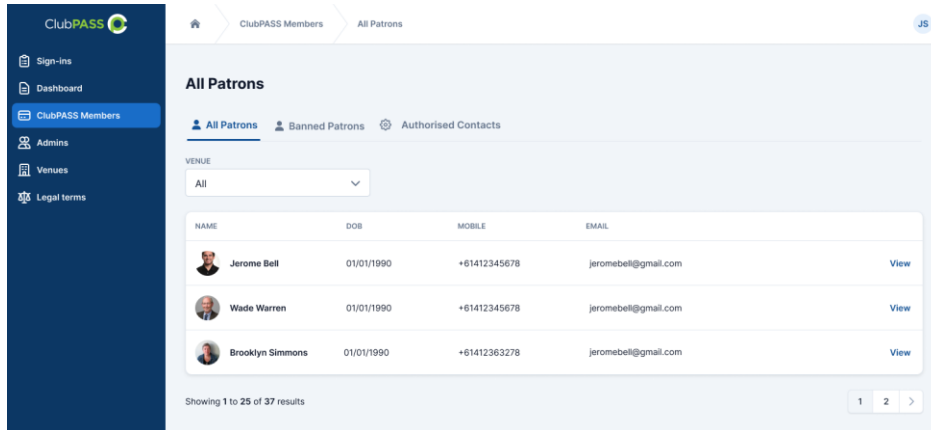 ClubPASS
Sign-ins
Dashboard
ClubPASS Members
Admins
Venues
Legal terms
ClubPASS Members All Patrons
JS
All Patrons
All Patrons Banned Patrons Authorised Contacts
VENUE
All
NAME DOB MOBILE EMAIL
Jerome Bell 01/01/1990 +61412345678 jeromebell@gmail.com View
Wade Warren 01/01/1990 +61412345678 jeromebell@gmail.com View
Brooklyn Simmons 01/01/1990 +61412363278 jeromebell@gmail.com View
Showing 1 to 25 of 37 results
1 2